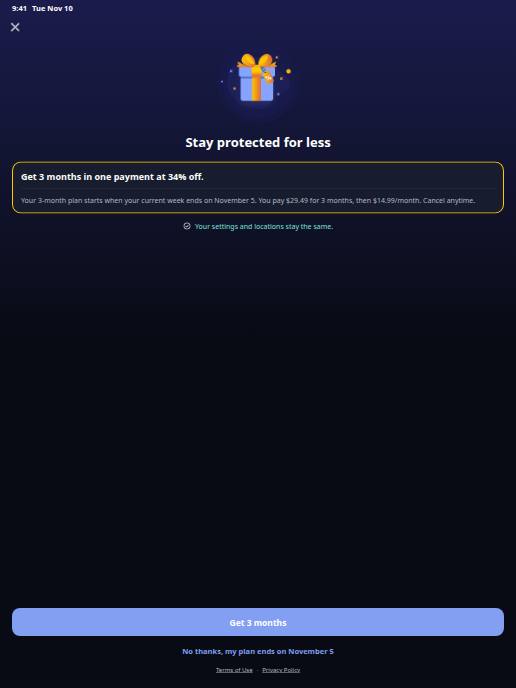 9:41 Tue Nov 10
Stay protected for less
Get 3 months in one payment at 34% off.
Your 3-month plan starts when your current week ends on November 5. You pay $29.49 for 3 months, then $14.99/month. Cancel anytime.
Your settings and locations stay the same.
Get 3 months
No thanks, my plan ends on November 5
Terms of Use · Privacy Policy